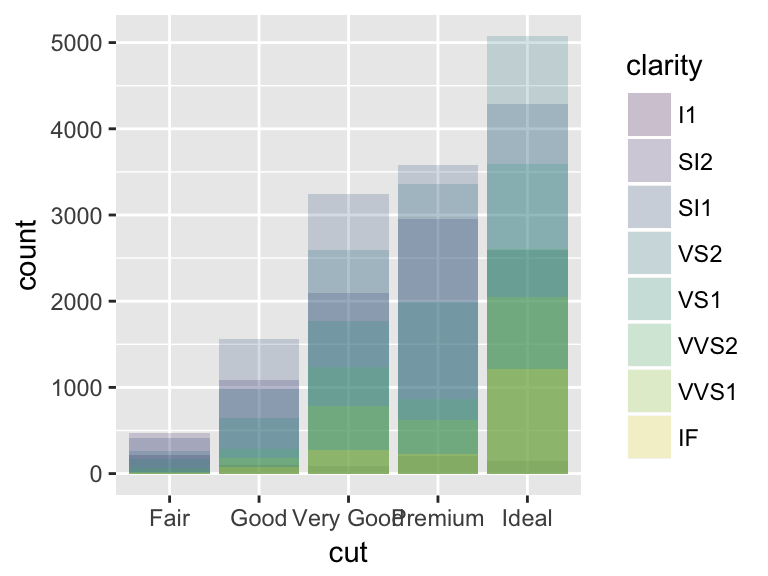 5000
4000
3000
2000
1000
0
count
Fair Good Very Good Premium Ideal
cut
clarity
I1
SI2
SI1
VS2
VS1
VVS2
VVS1
IF